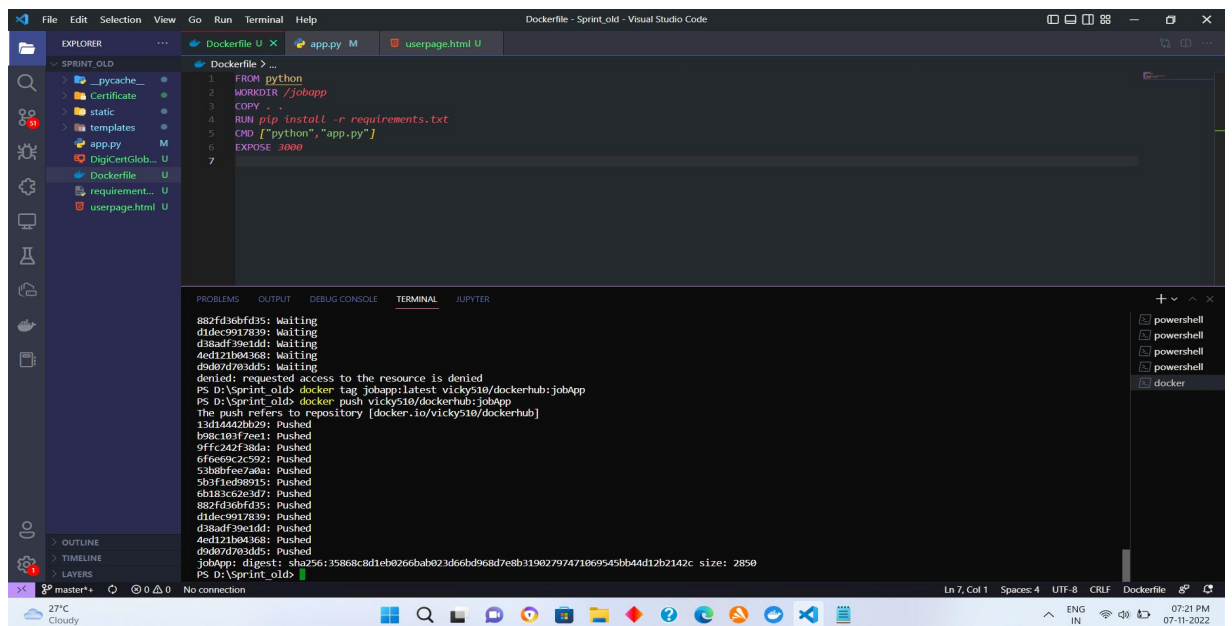 File Edit Selection View Go Run Terminal Help
Dockerfile - Sprint_old - Visual Studio Code
EXPLORER ...
Dockerfile U
app.py M
userpage.html U
SPRINT_OLD
__pycache__
Certificate
static
templates
app.py M
DigiCertGlob... U
Dockerfile U
requirement... U
userpage.html U
Dockerfile > ...
1 FROM python
2 WORKDIR /jobapp
3 COPY . .
4 RUN pip install -r requirements.txt
5 CMD ["python","app.py"]
6 EXPOSE 3000
7
51
PROBLEMS OUTPUT DEBUG CONSOLE TERMINAL JUPYTER
882fd36bfd35: Waiting
d1dec9917839: Waiting
d38adf39e1dd: Waiting
4ed121b04368: Waiting
d9d07d703dd5: Waiting
denied: requested access to the resource is denied
PS D:\Sprint_old> docker tag jobapp:latest vicky510/dockerhub:jobApp
PS D:\Sprint_old> docker push vicky510/dockerhub:jobApp
The push refers to repository [docker.io/vicky510/dockerhub]
13d14442bb29: Pushed
b98c103f7ee1: Pushed
9ffc242f38da: Pushed
6f6e69c2c592: Pushed
53b8bfee7a0a: Pushed
5b3f1ed98915: Pushed
6b183c62e3d7: Pushed
882fd36bfd35: Pushed
d1dec9917839: Pushed
d38adf39e1dd: Pushed
4ed121b04368: Pushed
d9d07d703dd5: Pushed
jobApp: digest: sha256:35868c8d1eb0266bab023d66bd968d7e8b31902797471069545bb44d12b2142c size: 2850
PS D:\Sprint_old>
powershell
powershell
powershell
powershell
docker
OUTLINE
TIMELINE
LAYERS
1
master*+ 0 0 No connection
Ln 7, Col 1 Spaces: 4 UTF-8 CRLF Dockerfile
27°C
Cloudy
ENG
IN
07:21 PM
07-11-2022